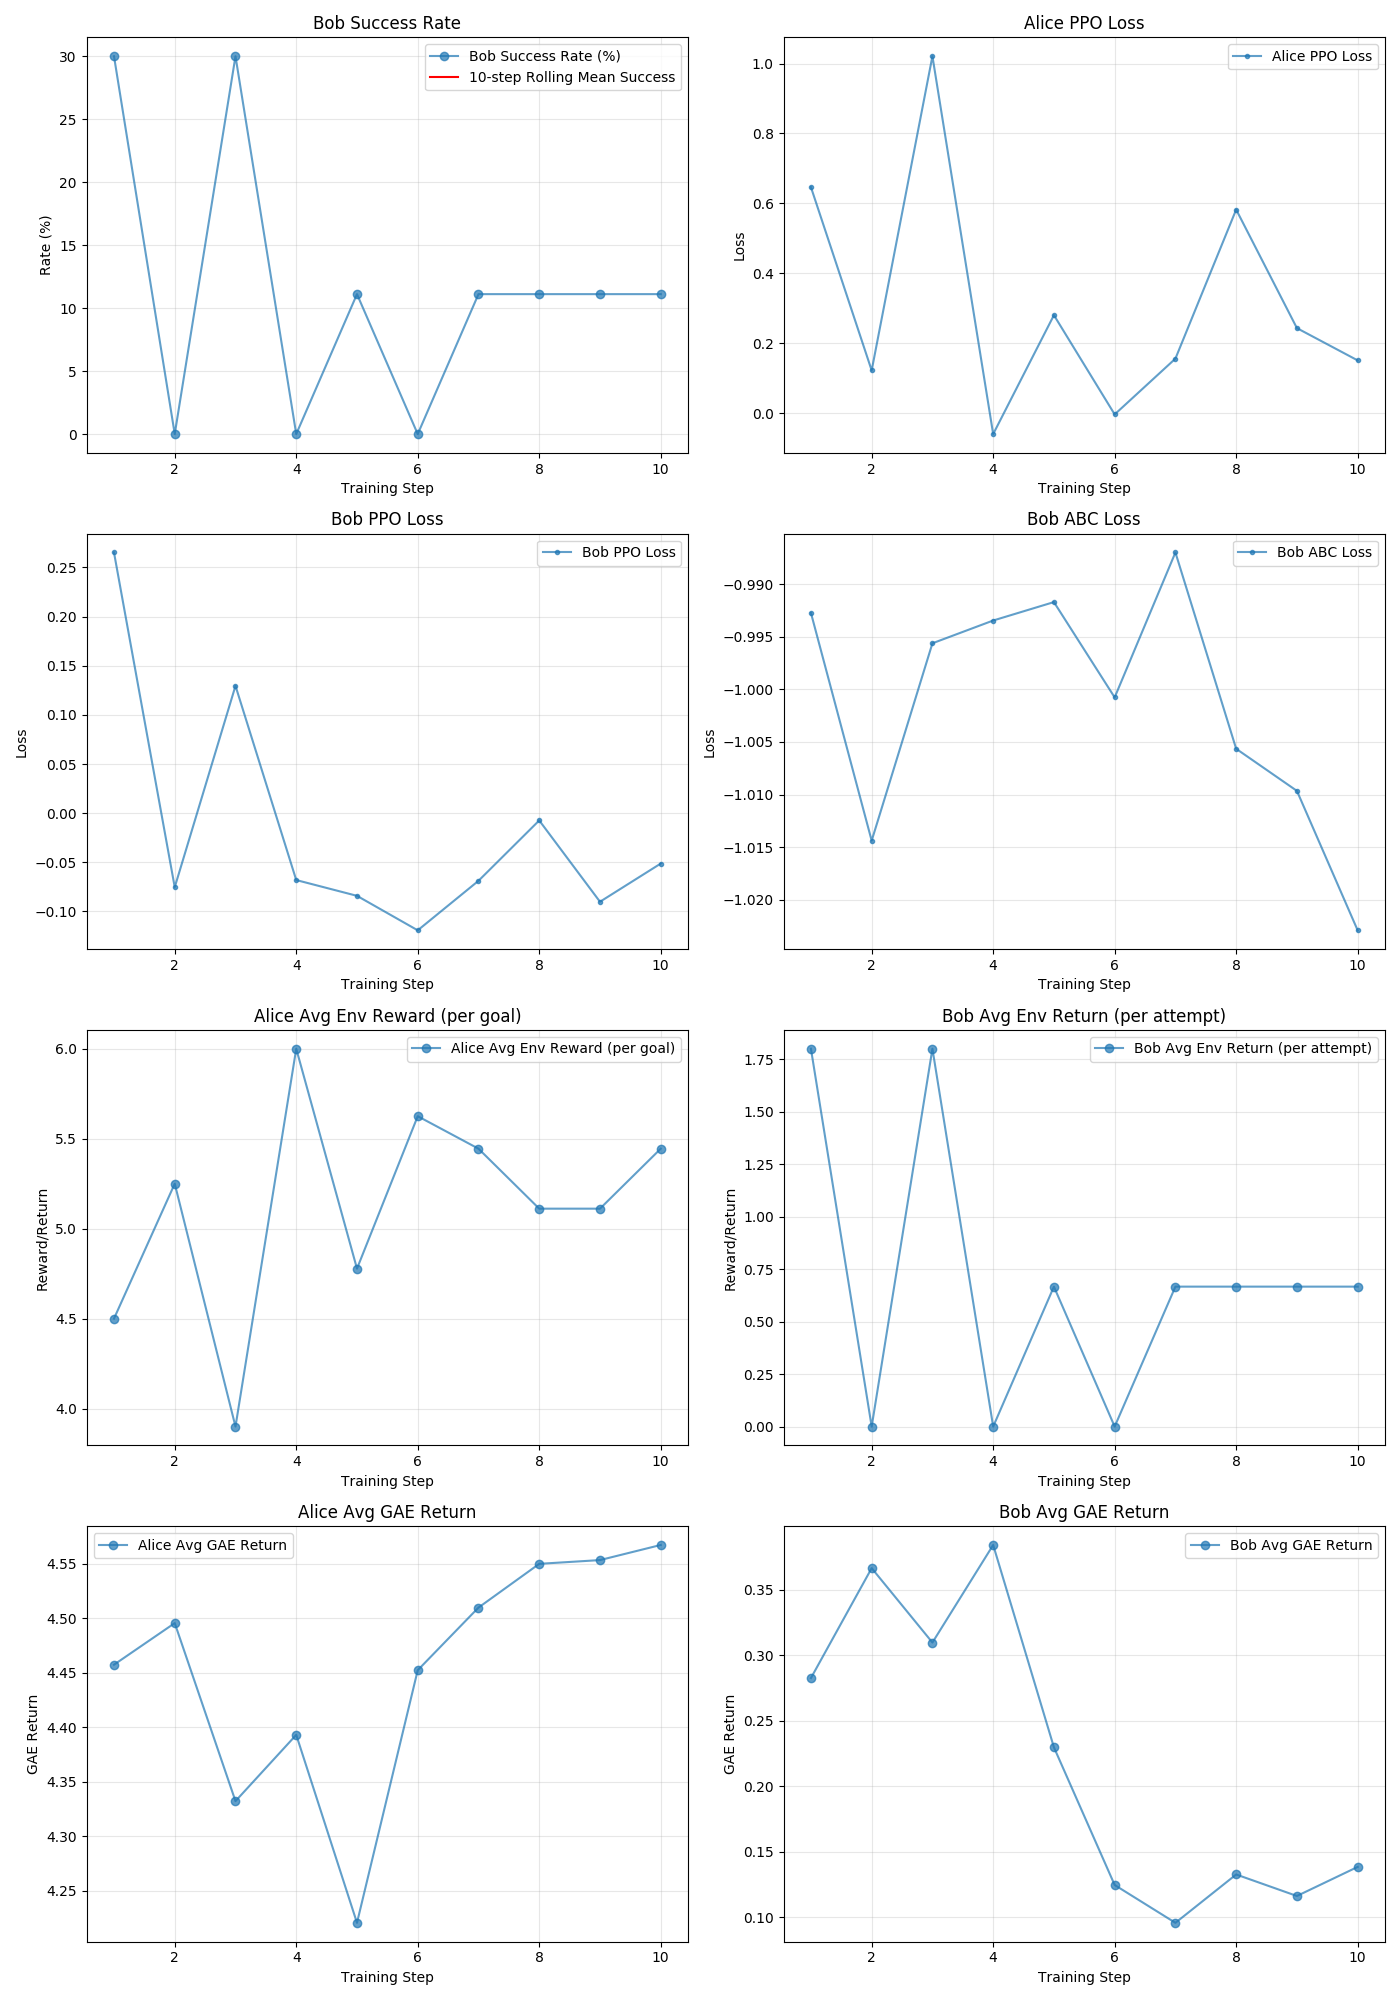 Bob Success Rate
Bob Success Rate (%)
10-step Rolling Mean Success
30
25
20
15
10
5
0
Rate (%)
2 4 6 8 10
Training Step
Alice PPO Loss
Alice PPO Loss
1.0
0.8
0.6
0.4
0.2
0.0
Loss
2 4 6 8 10
Training Step
Bob PPO Loss
Bob PPO Loss
0.25
0.20
0.15
0.10
0.05
0.00
−0.05
−0.10
Loss
2 4 6 8 10
Training Step
Bob ABC Loss
Bob ABC Loss
−0.990
−0.995
−1.000
−1.005
−1.010
−1.015
−1.020
Loss
2 4 6 8 10
Training Step
Alice Avg Env Reward (per goal)
Alice Avg Env Reward (per goal)
6.0
5.5
5.0
4.5
4.0
Reward/Return
2 4 6 8 10
Training Step
Bob Avg Env Return (per attempt)
Bob Avg Env Return (per attempt)
1.75
1.50
1.25
1.00
0.75
0.50
0.25
0.00
Reward/Return
2 4 6 8 10
Training Step
Alice Avg GAE Return
Alice Avg GAE Return
4.55
4.50
4.45
4.40
4.35
4.30
4.25
GAE Return
2 4 6 8 10
Training Step
Bob Avg GAE Return
Bob Avg GAE Return
0.35
0.30
0.25
0.20
0.15
0.10
GAE Return
2 4 6 8 10
Training Step